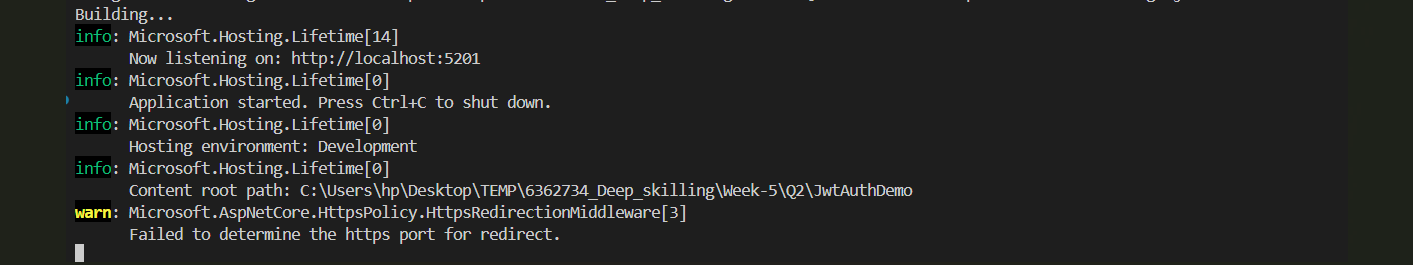 Building...
info: Microsoft.Hosting.Lifetime[14]
Now listening on: http://localhost:5201
info: Microsoft.Hosting.Lifetime[0]
Application started. Press Ctrl+C to shut down.
info: Microsoft.Hosting.Lifetime[0]
Hosting environment: Development
info: Microsoft.Hosting.Lifetime[0]
Content root path: C:\Users\hp\Desktop\TEMP\6362734_Deep_skilling\Week-5\Q2\JwtAuthDemo
warn: Microsoft.AspNetCore.HttpsPolicy.HttpsRedirectionMiddleware[3]
Failed to determine the https port for redirect.